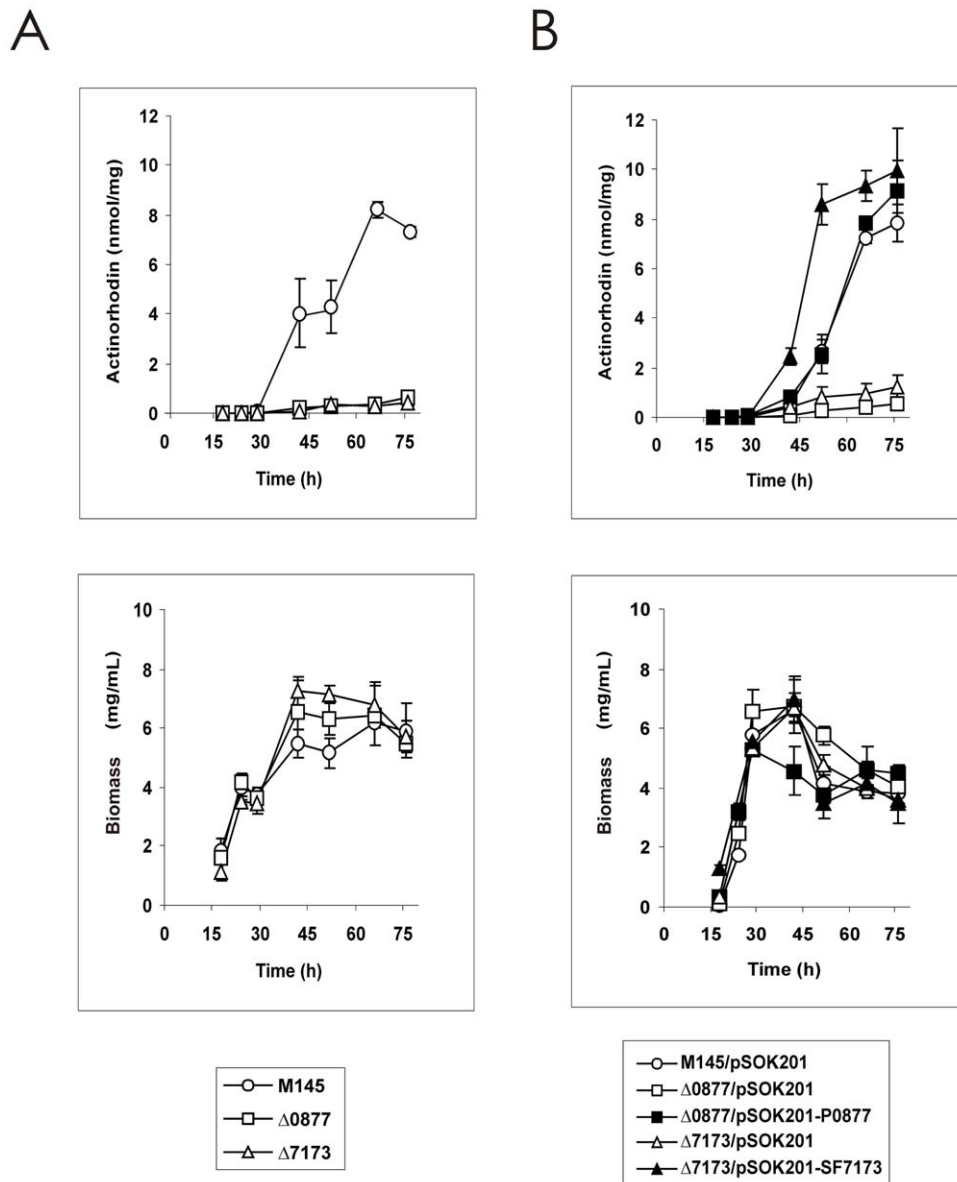 A
B
12
10
8
6
4
2
0
Actinorhodin (nmol/mg)
0 15 30 45 60 75
Time (h)
12
10
8
6
4
2
0
Actinorhodin (nmol/mg)
0 15 30 45 60 75
Time (h)
10
8
6
4
2
0
Biomass (mg/mL)
0 15 30 45 60 75
Time (h)
10
8
6
4
2
0
Biomass (mg/mL)
0 15 30 45 60 75
Time (h)
M145
Δ0877
Δ7173
M145/pSOK201
Δ0877/pSOK201
Δ0877/pSOK201-P0877
Δ7173/pSOK201
Δ7173/pSOK201-SF7173